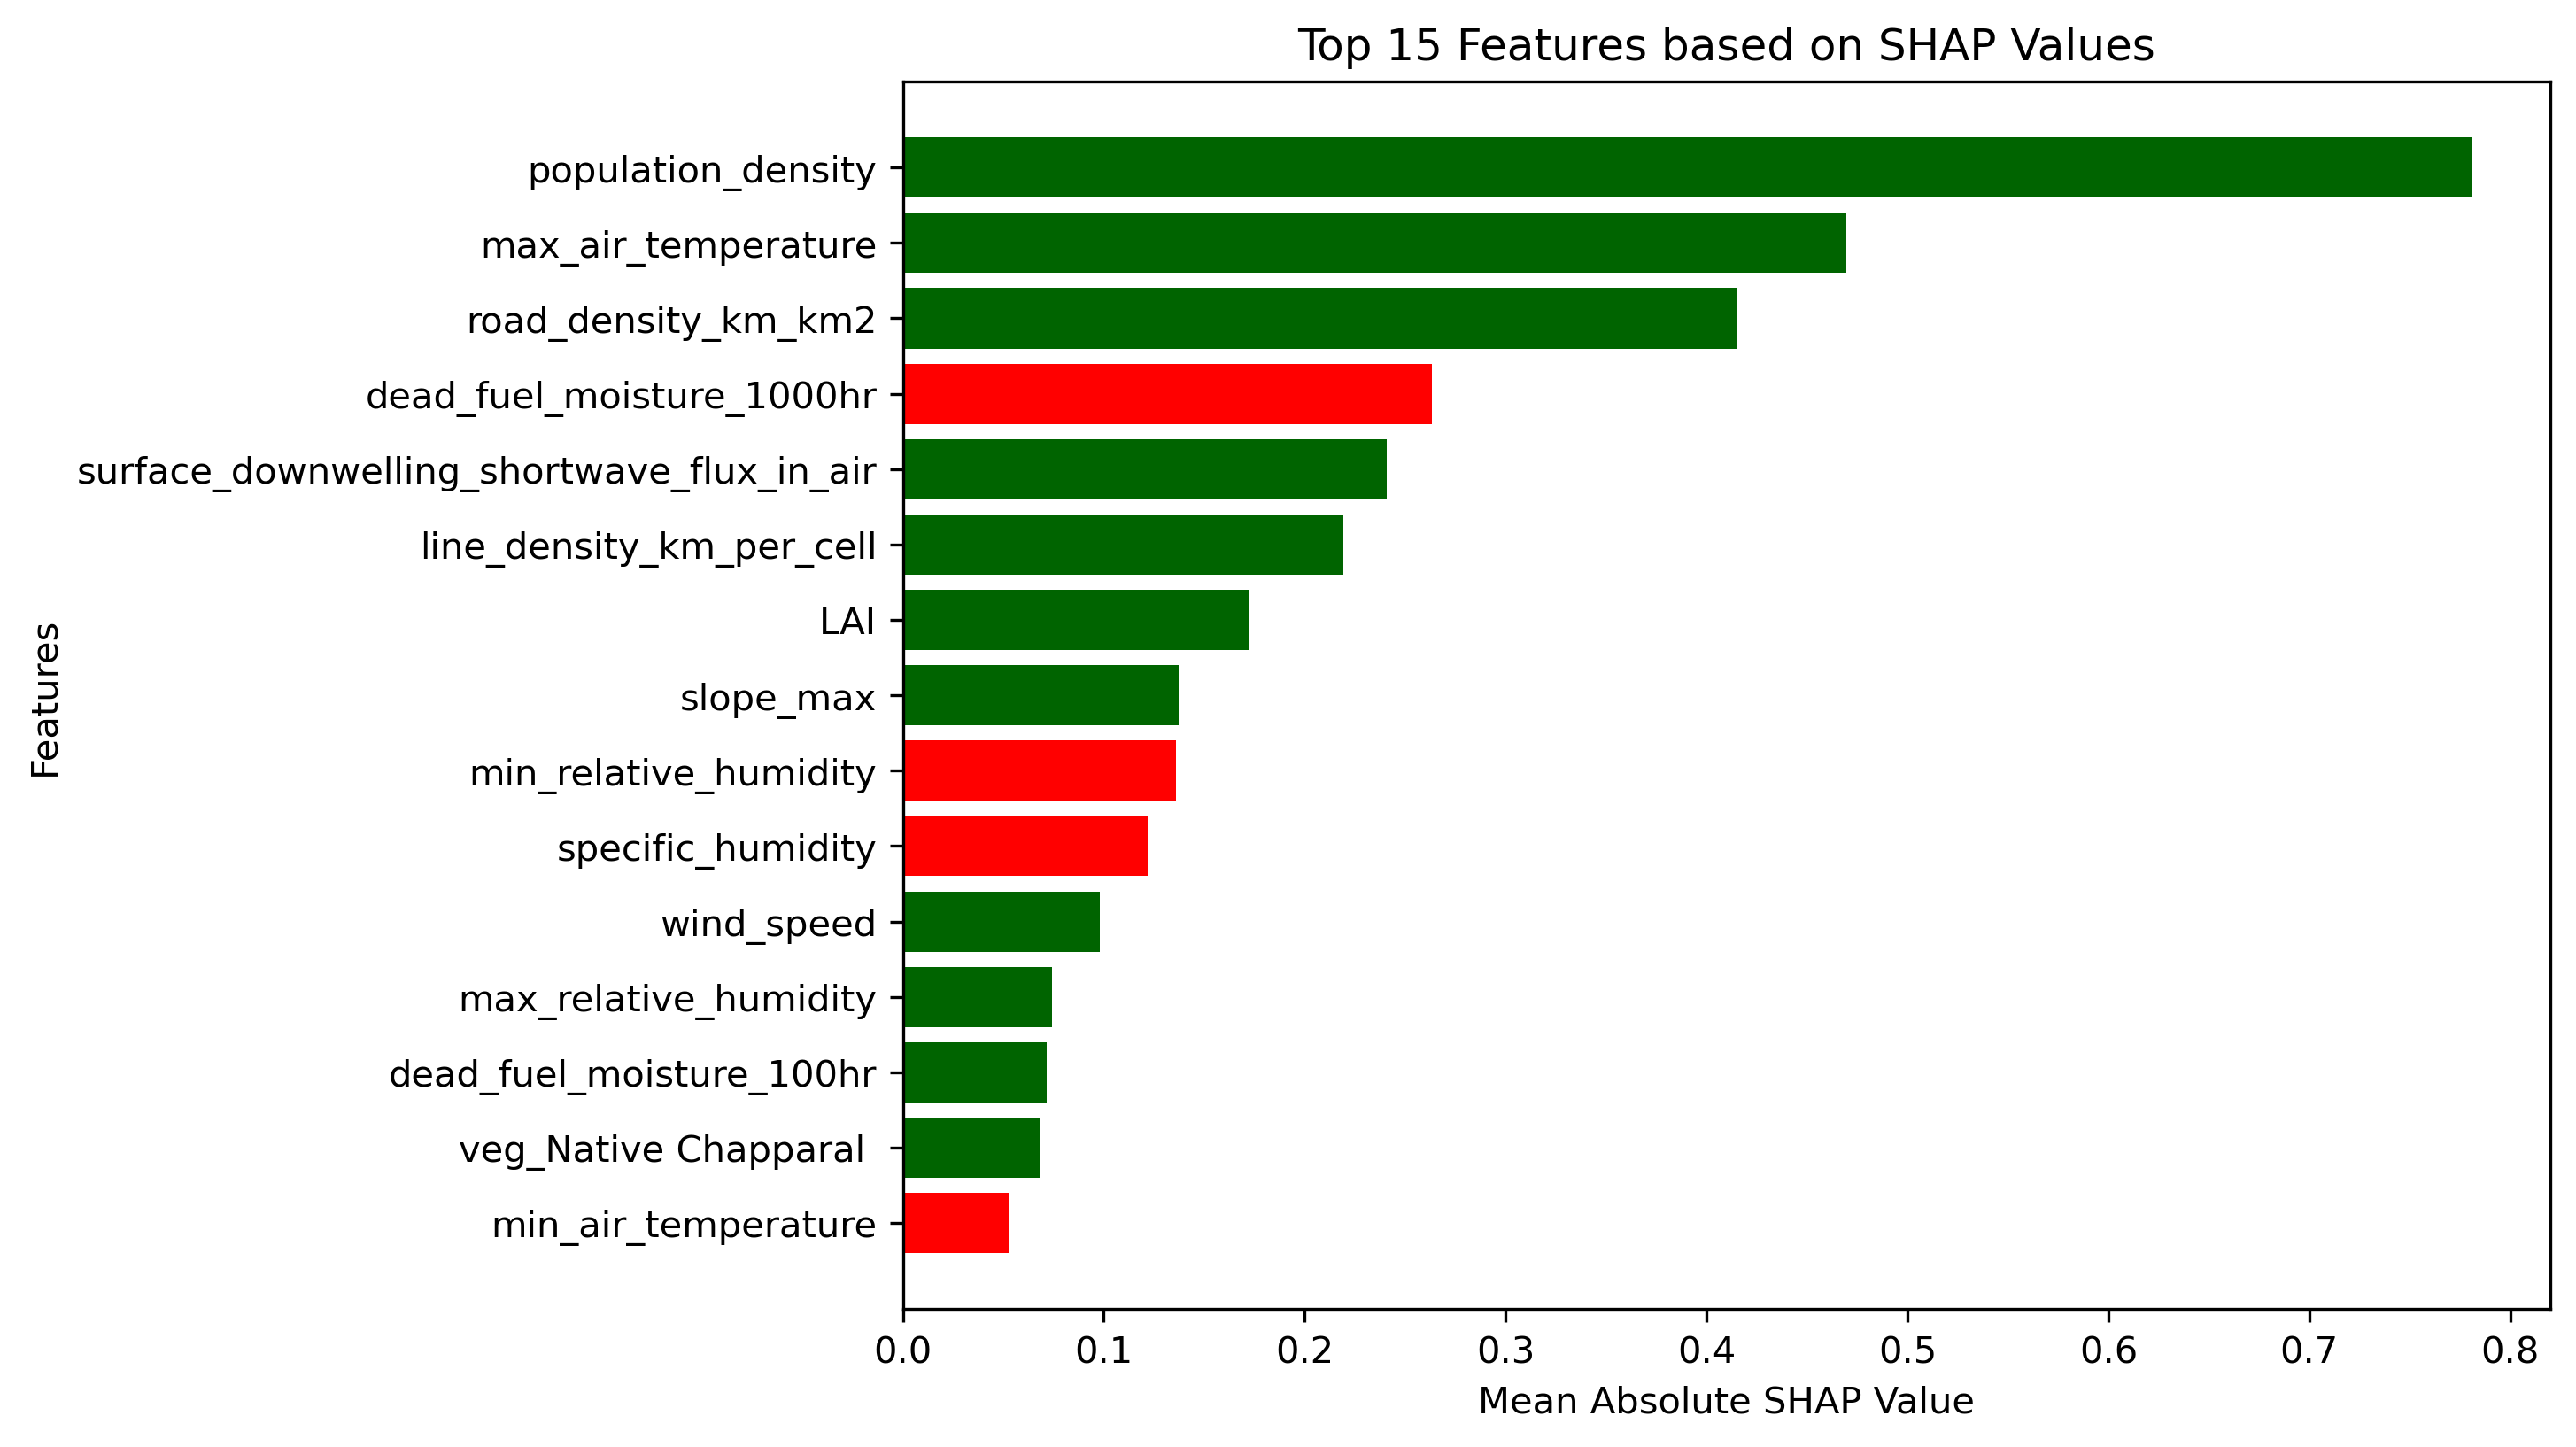 Top 15 Features based on SHAP Values
Features
population_density
max_air_temperature
road_density_km_km2
dead_fuel_moisture_1000hr
surface_downwelling_shortwave_flux_in_air
line_density_km_per_cell
LAI
slope_max
min_relative_humidity
specific_humidity
wind_speed
max_relative_humidity
dead_fuel_moisture_100hr
veg_Native Chapparal
min_air_temperature
0.0 0.1 0.2 0.3 0.4 0.5 0.6 0.7 0.8
Mean Absolute SHAP Value